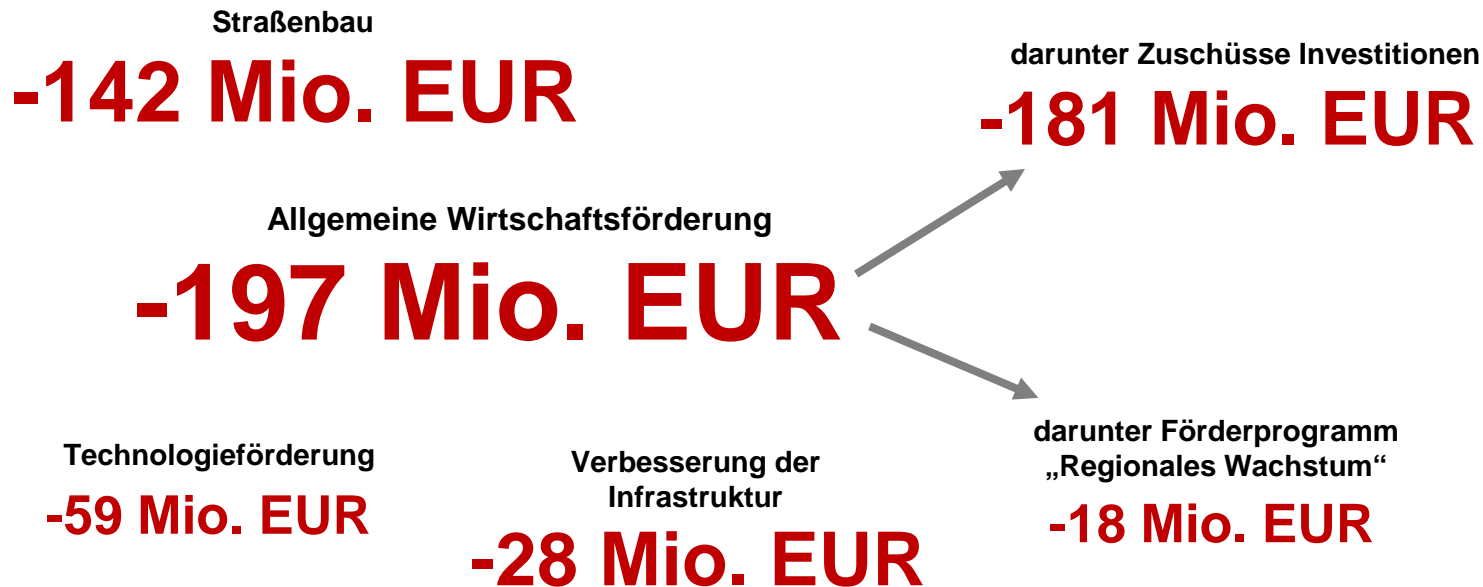 Straßenbau
-142 Mio. EUR
darunter Zuschüsse Investitionen
-181 Mio. EUR
Allgemeine Wirtschaftsförderung
-197 Mio. EUR
Technologieförderung
-59 Mio. EUR
Verbesserung der
Infrastruktur
-28 Mio. EUR
darunter Förderprogramm
„Regionales Wachstum“
-18 Mio. EUR